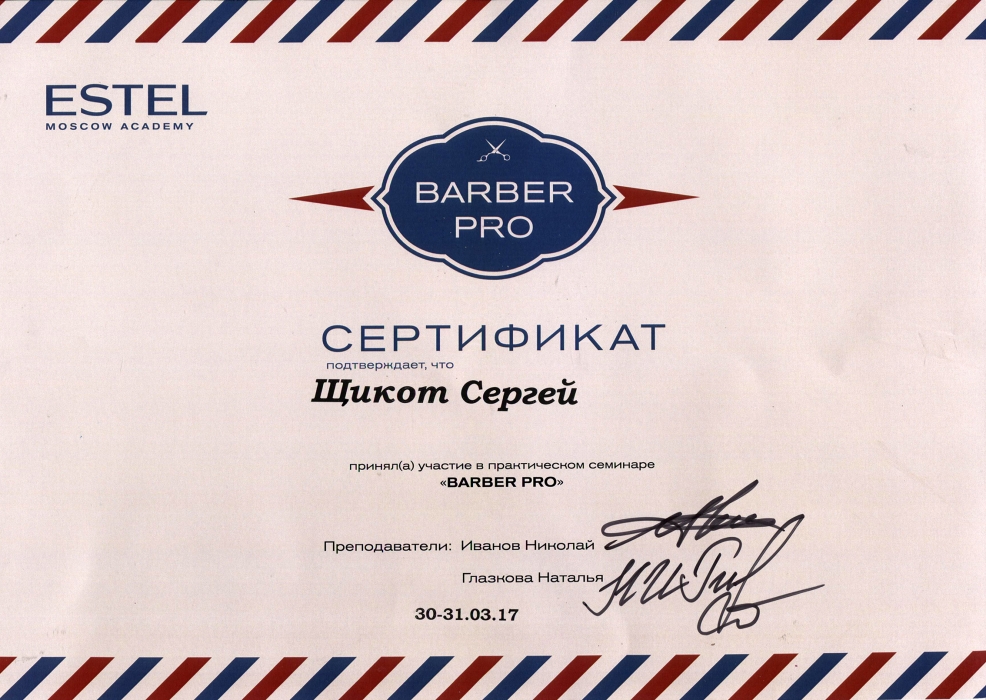 ESTEL
MOSCOW ACADEMY
BARBER
PRO
СЕРТИФИКАТ
подтверждает, что
Щикот Сергей
принял(а) участие в практическом семинаре
«BARBER PRO»
Преподаватели: Иванов Николай
Глазкова Наталья
30-31.03.17